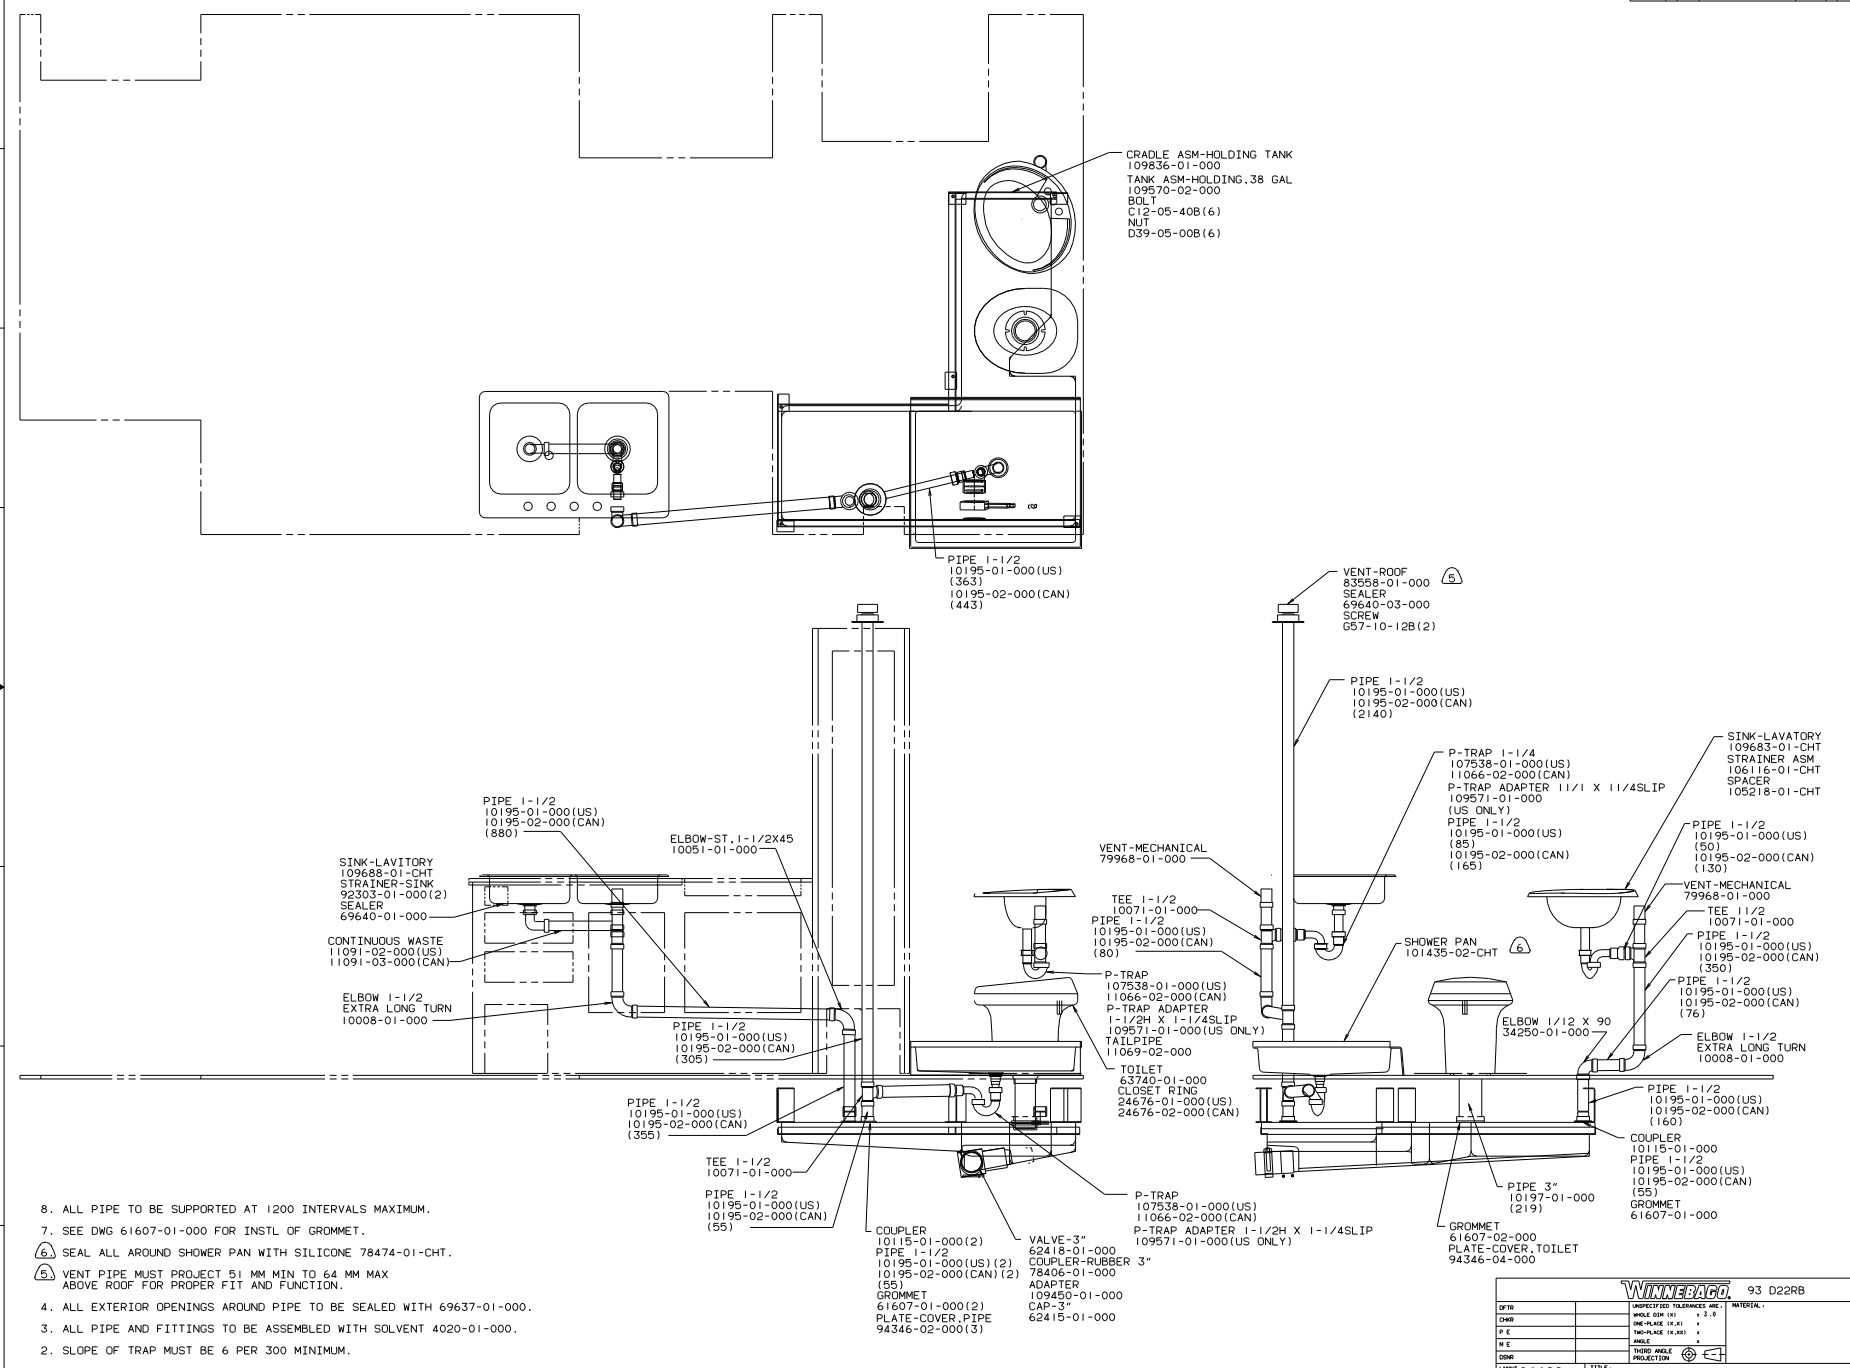 CRADLE ASM-HOLDING TANK
109836-01-000
TANK ASM-HOLDING,38 GAL
109570-02-000
BOLT
C12-05-40B(6)
NUT
D39-05-00B(6)
PIPE 1-1/2
10195-01-000(US)
(363)
10195-02-000(CAN)
(443)
VENT-ROOF
83558-01-000
SEALER
69640-03-000
SCREW
G57-10-12B(2)
5
PIPE 1-1/2
10195-01-000(US)
10195-02-000(CAN)
(2140)
P-TRAP 1-1/4
107538-01-000(US)
11066-02-000(CAN)
P-TRAP ADAPTER 11/1 X 11/4SLIP
109571-01-000
(US ONLY)
PIPE 1-1/2
10195-01-000(US)
(85)
10195-02-000(CAN)
(165)
SINK-LAVATORY
109683-01-CHT
STRAINER ASM
106116-01-CHT
SPACER
105218-01-CHT
PIPE 1-1/2
10195-01-000(US)
(50)
10195-02-000(CAN)
(130)
VENT-MECHANICAL
79968-01-000
TEE 11/2
10071-01-000
PIPE 1-1/2
10195-01-000(US)
10195-02-000(CAN)
(350)
PIPE 1-1/2
10195-01-000(US)
10195-02-000(CAN)
(76)
ELBOW 1-1/2
EXTRA LONG TURN
10008-01-000
ELBOW 1/12 X 90
34250-01-000
PIPE 1-1/2
10195-01-000(US)
10195-02-000(CAN)
(160)
COUPLER
10115-01-000
PIPE 1-1/2
10195-01-000(US)
10195-02-000(CAN)
(55)
GROMMET
61607-01-000
PIPE 3"
10197-01-000
(219)
GROMMET
61607-02-000
PLATE-COVER,TOILET
94346-04-000
SHOWER PAN
101435-02-CHT
6
VENT-MECHANICAL
79968-01-000
TEE 1-1/2
10071-01-000
PIPE 1-1/2
10195-01-000(US)
10195-02-000(CAN)
(80)
P-TRAP
107538-01-000(US)
11066-02-000(CAN)
P-TRAP ADAPTER
1-1/2H X 1-1/4SLIP
109571-01-000(US ONLY)
TAILPIPE
11069-02-000
TOILET
63740-01-000
CLOSET RING
24676-01-000(US)
24676-02-000(CAN)
PIPE 1-1/2
10195-01-000(US)
10195-02-000(CAN)
(880)
ELBOW-ST,1-1/2X45
10051-01-000
SINK-LAVITORY
109688-01-CHT
STRAINER-SINK
92303-01-000(2)
SEALER
69640-01-000
CONTINUOUS WASTE
11091-02-000(US)
11091-03-000(CAN)
ELBOW 1-1/2
EXTRA LONG TURN
10008-01-000
PIPE 1-1/2
10195-01-000(US)
10195-02-000(CAN)
(305)
PIPE 1-1/2
10195-01-000(US)
10195-02-000(CAN)
(355)
TEE 1-1/2
10071-01-000
PIPE 1-1/2
10195-01-000(US)
10195-02-000(CAN)
(55)
COUPLER
10115-01-000(2)
PIPE 1-1/2
10195-01-000(US)(2)
10195-02-000(CAN)(2)
(55)
GROMMET
61607-01-000(2)
PLATE-COVER,PIPE
94346-02-000(3)
VALVE-3"
62418-01-000
COUPLER-RUBBER 3"
78406-01-000
ADAPTER
109450-01-000
CAP-3"
62415-01-000
P-TRAP
107538-01-000(US)
11066-02-000(CAN)
P-TRAP ADAPTER 1-1/2H X 1-1/4SLIP
109571-01-000(US ONLY)
8. ALL PIPE TO BE SUPPORTED AT 1200 INTERVALS MAXIMUM.
7. SEE DWG 61607-01-000 FOR INSTL OF GROMMET.
6. SEAL ALL AROUND SHOWER PAN WITH SILICONE 78474-01-CHT.
5. VENT PIPE MUST PROJECT 51 MM MIN TO 64 MM MAX
ABOVE ROOF FOR PROPER FIT AND FUNCTION.
4. ALL EXTERIOR OPENINGS AROUND PIPE TO BE SEALED WITH 69637-01-000.
3. ALL PIPE AND FITTINGS TO BE ASSEMBLED WITH SOLVENT 4020-01-000.
2. SLOPE OF TRAP MUST BE 6 PER 300 MINIMUM.
WINNEBAGO. 93 D22RB
DFTR
CHKR
P E
M E
DSNR
UNSPECIFIED TOLERANCES ARE:
WHOLE DIM (X) ± 3.0
ONE-PLACE (X.X) ±
TWO-PLACE (X.XX) ±
ANGLE ±
THIRD ANGLE
PROJECTION
MATERIAL: